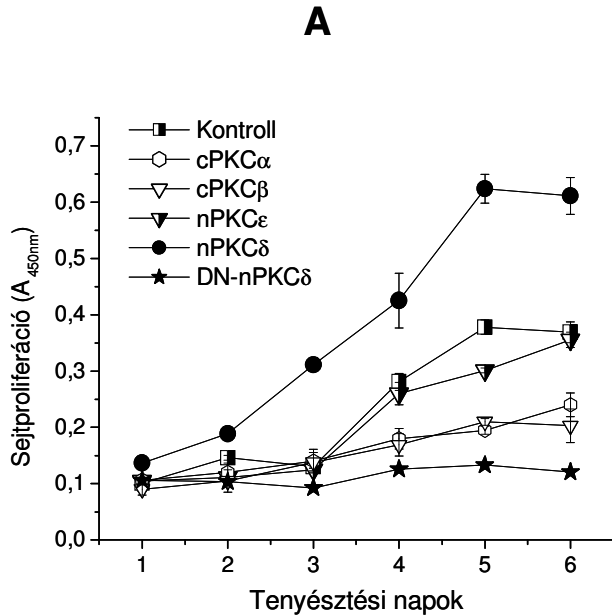 A
Sejtproliferáció (A450nm)
0,7
0,6
0,5
0,4
0,3
0,2
0,1
0,0
Kontroll
cPKCα
cPKCβ
nPKCε
nPKCδ
DN-nPKCδ
1 2 3 4 5 6
Tenyésztési napok